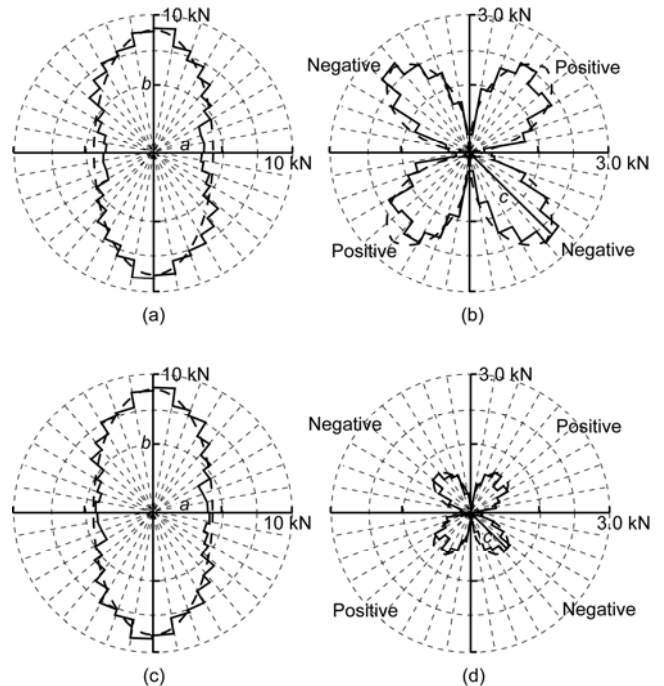 10 kN
b
a
10 kN
(a)
3.0 kN
Negative
Positive
3.0 kN
c
Positive
Negative
(b)
10 kN
b
a
10 kN
(c)
3.0 kN
Negative
Positive
3.0 kN
c
Positive
Negative
(d)